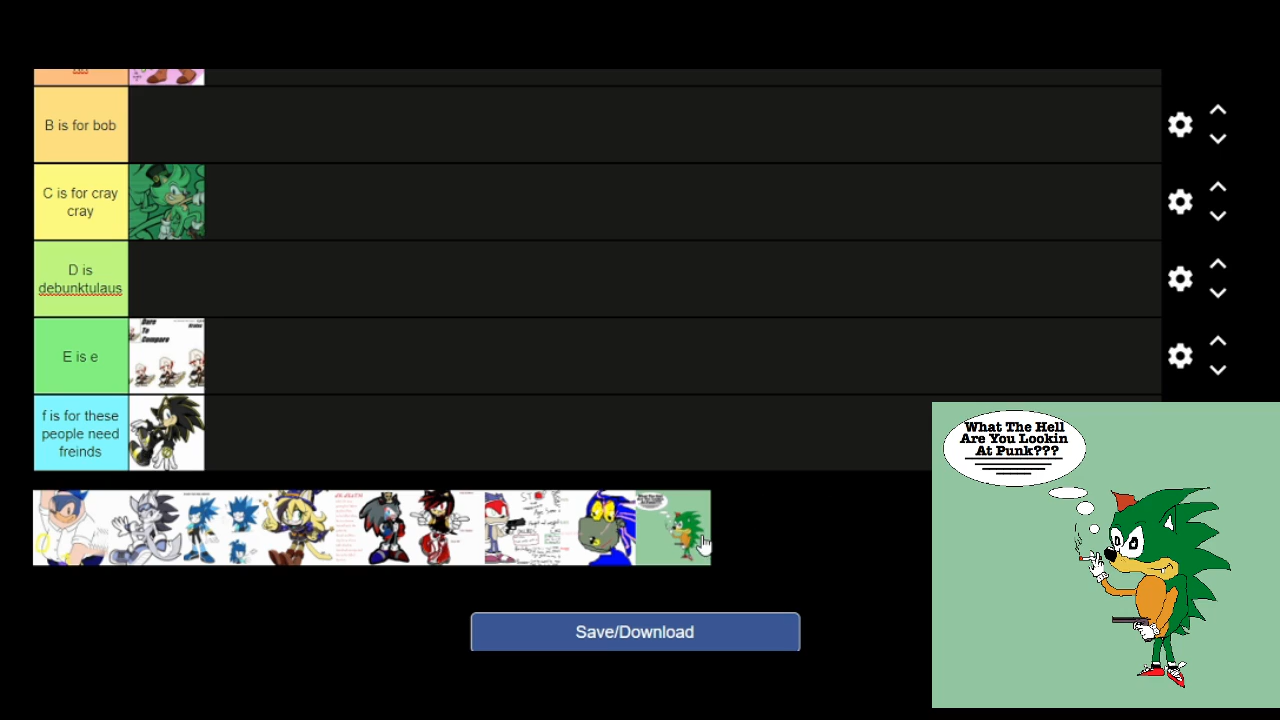 B is for bob
C is for cray
cray
D is
debunktulaus
Dare
To
Compare
E is e
f is for these
people need
freinds
What The Hell
Are You Lookin
At Punk???
Save/Download